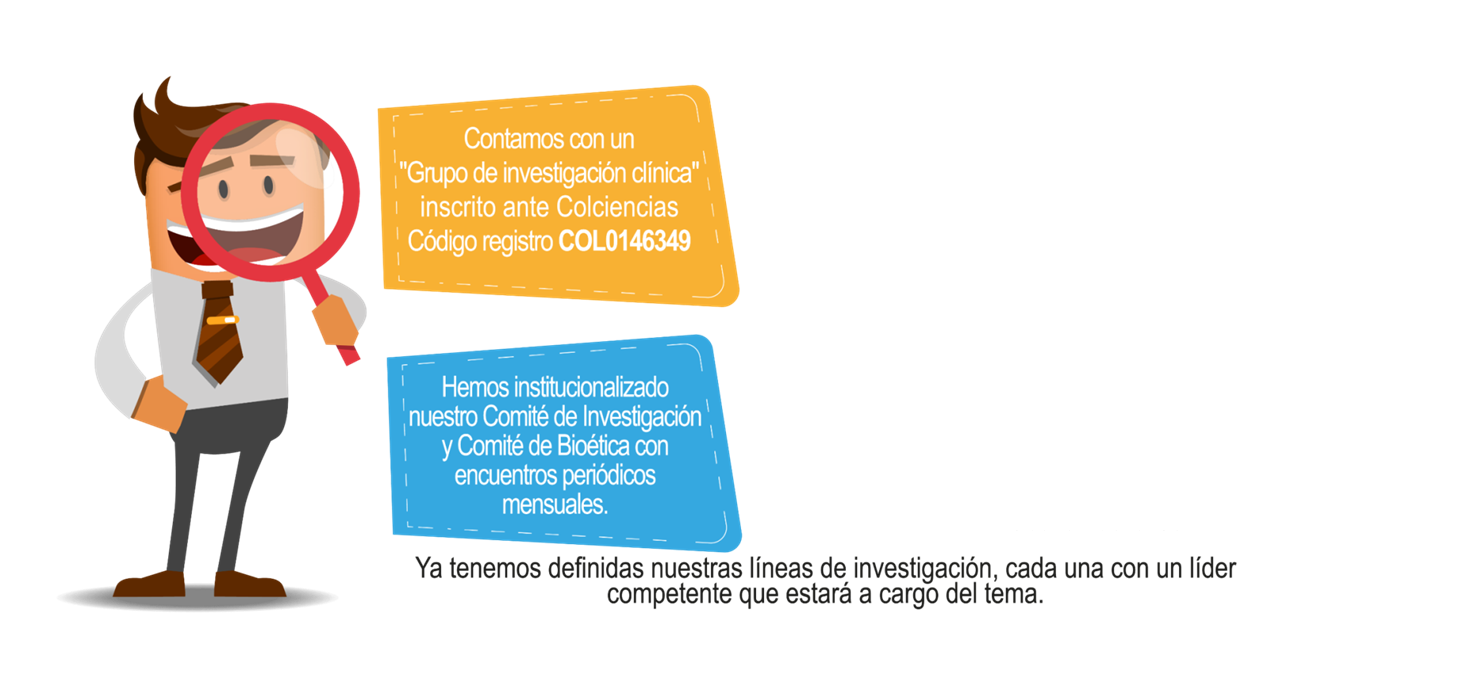 Contamos con un
"Grupo de investigación clínica"
inscrito ante Colciencias
Código registro COL0146349
Hemos institucionalizado
nuestro Comité de Investigación
y Comité de Bioética con
encuentros periódicos
mensuales.
Ya tenemos definidas nuestras líneas de investigación, cada una con un líder
competente que estará a cargo del tema.